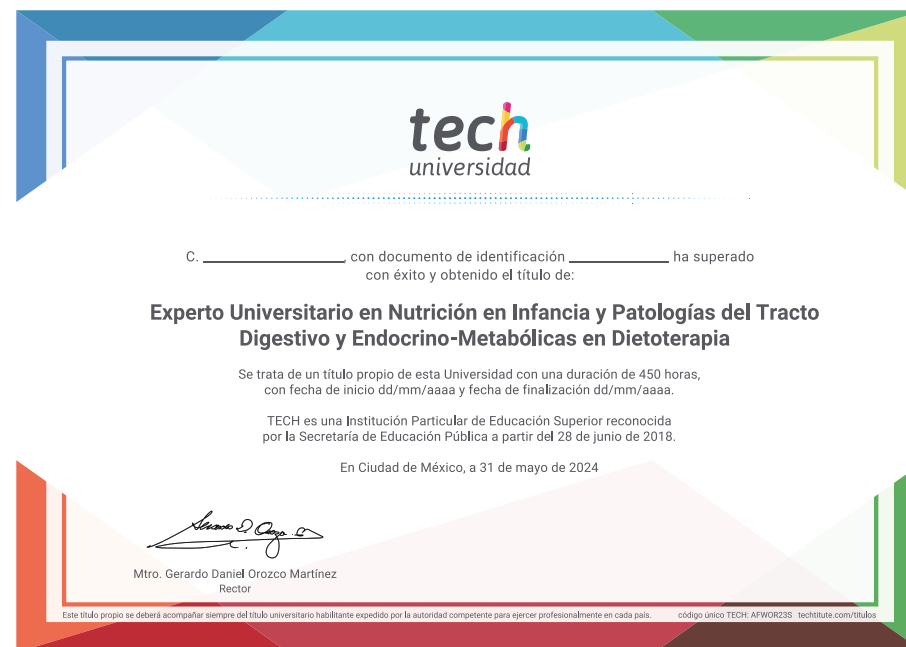 tech
universidad
C. ____________, con documento de identificación ____________ ha superado
con éxito y obtenido el título de:
Experto Universitario en Nutrición en Infancia y Patologías del Tracto
Digestivo y Endocrino-Metabólicas en Dietoterapia
Se trata de un título propio de esta Universidad con una duración de 450 horas,
con fecha de inicio dd/mm/aaaa y fecha de finalización dd/mm/aaaa.
TECH es una Institución Particular de Educación Superior reconocida
por la Secretaría de Educación Pública a partir del 28 de junio de 2018.
En Ciudad de México, a 31 de mayo de 2024
Mtro. Gerardo Daniel Orozco Martínez
Rector
Este título propio se deberá acompañar siempre del título universitario habilitante expedido por la autoridad competente para ejercer profesionalmente en cada país. código único TECH: AFWOR23S techtitute.com/titulos